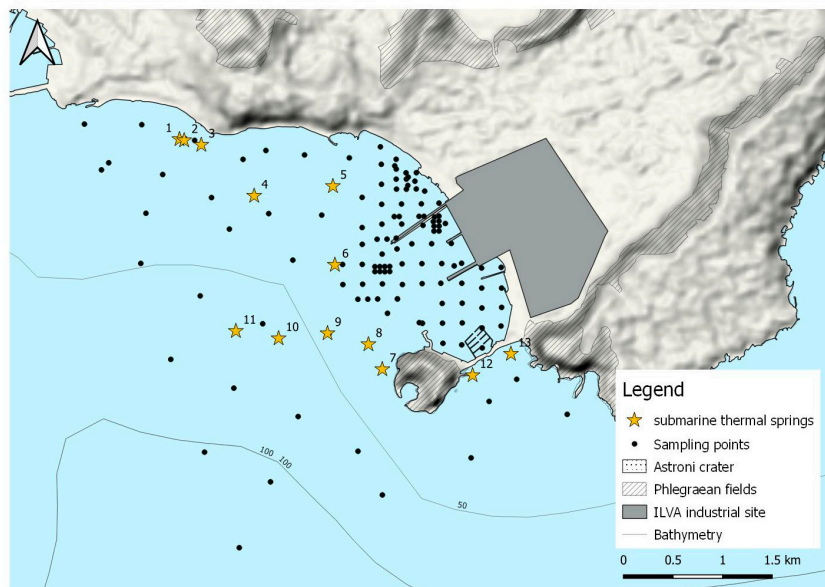 1 2 3
4
5
6
11
10
9
8
7
12
13
100 100
50
Legend
submarine thermal springs
Sampling points
Astroni crater
Phlegraean fields
ILVA industrial site
Bathymetry
0 0.5 1 1.5 km